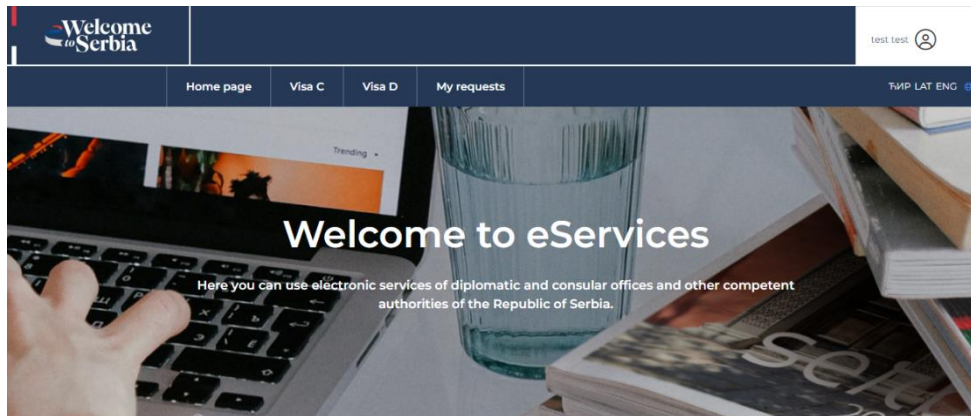 Welcome
to Serbia
test test
Home page Visa C Visa D My requests
ЋИР LAT ENG
Trending
Welcome to eServices
Here you can use electronic services of diplomatic and consular offices and other competent
authorities of the Republic of Serbia.